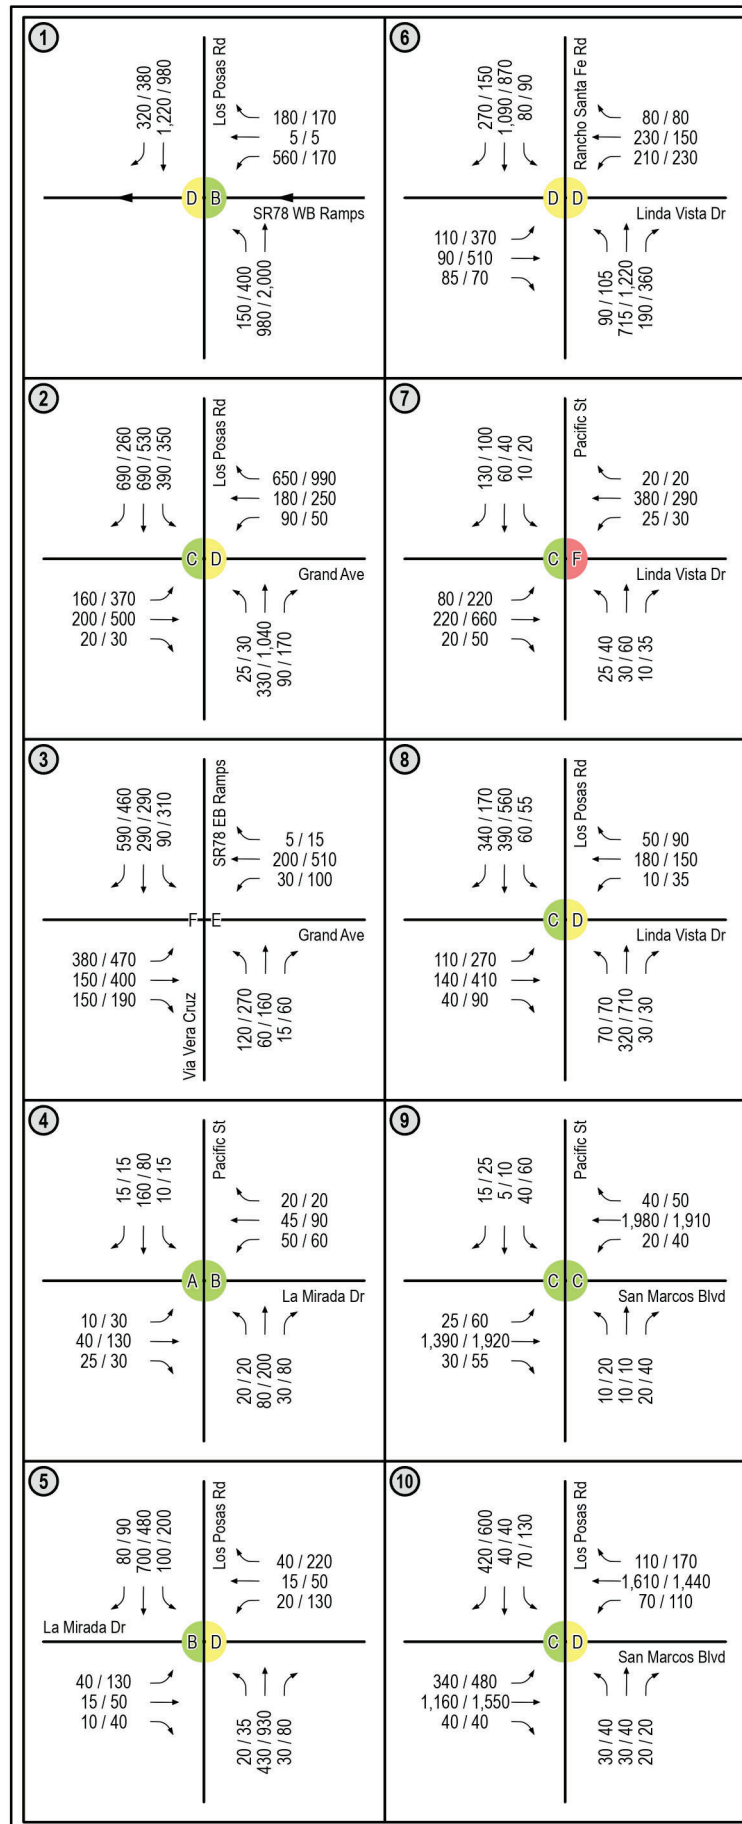 1
320 / 380
1,220 / 980
Los Posas Rd
180 / 170
5 / 5
560 / 170
D B
SR78 WB Ramps
150 / 400
980 / 2,000
2
690 / 260
690 / 530
390 / 350
Los Posas Rd
650 / 990
180 / 250
90 / 50
C D
Grand Ave
160 / 370
200 / 500
20 / 30
25 / 30
330 / 1,040
90 / 170
3
590 / 460
290 / 290
90 / 310
SR78 EB Ramps
5 / 15
200 / 510
30 / 100
F E
Grand Ave
380 / 470
150 / 400
150 / 190
Via Vera Cruz
120 / 270
60 / 160
15 / 60
4
15 / 15
160 / 80
10 / 15
Pacific St
20 / 20
45 / 90
50 / 60
A B
La Mirada Dr
10 / 30
40 / 130
25 / 30
20 / 20
80 / 200
30 / 80
5
80 / 90
700 / 480
100 / 200
Los Posas Rd
40 / 220
15 / 50
20 / 130
La Mirada Dr
B D
40 / 130
15 / 50
10 / 40
20 / 35
430 / 930
30 / 80
6
270 / 150
1,090 / 870
80 / 90
Rancho Santa Fe Rd
80 / 80
230 / 150
210 / 230
D D
Linda Vista Dr
110 / 370
90 / 510
85 / 70
90 / 105
715 / 1,220
190 / 360
7
130 / 100
60 / 40
10 / 20
Pacific St
20 / 20
380 / 290
25 / 30
C F
Linda Vista Dr
80 / 220
220 / 660
20 / 50
25 / 40
30 / 60
10 / 35
8
340 / 170
390 / 560
60 / 55
Los Posas Rd
50 / 90
180 / 150
10 / 35
C D
Linda Vista Dr
110 / 270
140 / 410
40 / 90
70 / 70
320 / 710
30 / 30
9
15 / 25
5 / 10
40 / 60
Pacific St
40 / 50
1,980 / 1,910
20 / 40
C C
San Marcos Blvd
25 / 60
1,390 / 1,920
30 / 55
10 / 20
10 / 10
20 / 40
10
420 / 600
40 / 40
70 / 130
Los Posas Rd
110 / 170
1,610 / 1,440
70 / 110
C D
San Marcos Blvd
340 / 480
1,160 / 1,550
40 / 40
30 / 40
30 / 40
20 / 20